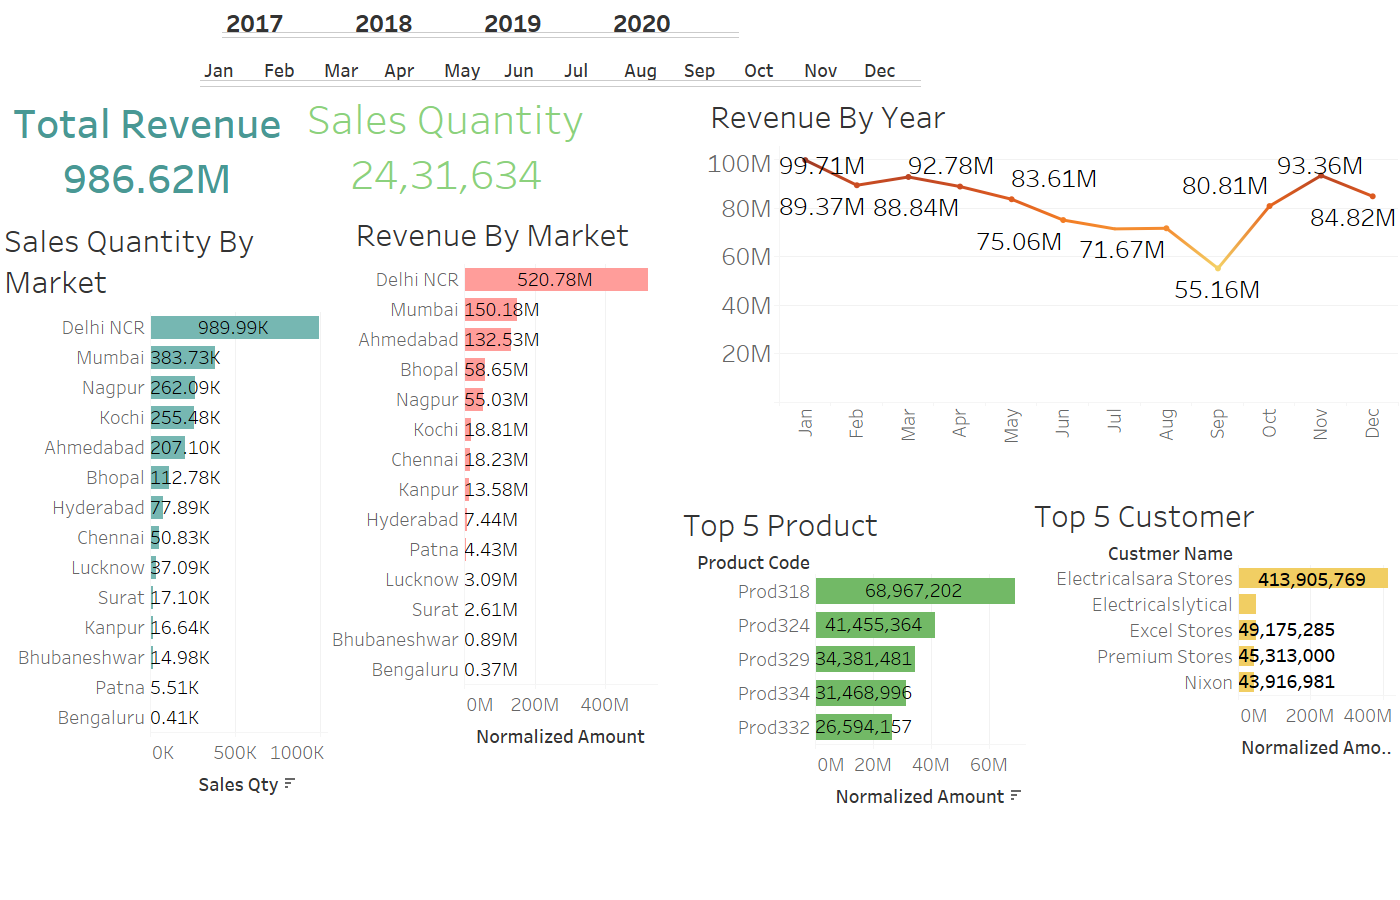 2017 2018 2019 2020
Jan Feb Mar Apr May Jun Jul Aug Sep Oct Nov Dec
Total Revenue
986.62M
Sales Quantity
24,31,634
Sales Quantity By
Market
Delhi NCR 989.99K
Mumbai 383.73K
Nagpur 262.09K
Kochi 255.48K
Ahmedabad 207.10K
Bhopal 112.78K
Hyderabad 77.89K
Chennai 50.83K
Lucknow 37.09K
Surat 17.10K
Kanpur 16.64K
Bhubaneshwar 14.98K
Patna 5.51K
Bengaluru 0.41K
0K 500K 1000K
Sales Qty
Revenue By Market
Delhi NCR 520.78M
Mumbai 150.18M
Ahmedabad 132.53M
Bhopal 58.65M
Nagpur 55.03M
Kochi 18.81M
Chennai 18.23M
Kanpur 13.58M
Hyderabad 7.44M
Patna 4.43M
Lucknow 3.09M
Surat 2.61M
Bhubaneshwar 0.89M
Bengaluru 0.37M
0M 200M 400M
Normalized Amount
Revenue By Year
100M
80M
60M
40M
20M
99.71M
89.37M
92.78M
88.84M
83.61M
75.06M
71.67M
55.16M
80.81M
93.36M
84.82M
Jan Feb Mar Apr May Jun Jul Aug Sep Oct Nov Dec
Top 5 Product
Product Code
Prod318 68,967,202
Prod324 41,455,364
Prod329 34,381,481
Prod334 31,468,996
Prod332 26,594,157
0M 20M 40M 60M
Normalized Amount
Top 5 Customer
Custmer Name
Electricalsara Stores 413,905,769
Electricalslytical
Excel Stores 49,175,285
Premium Stores 45,313,000
Nixon 43,916,981
0M 200M 400M
Normalized Amo..